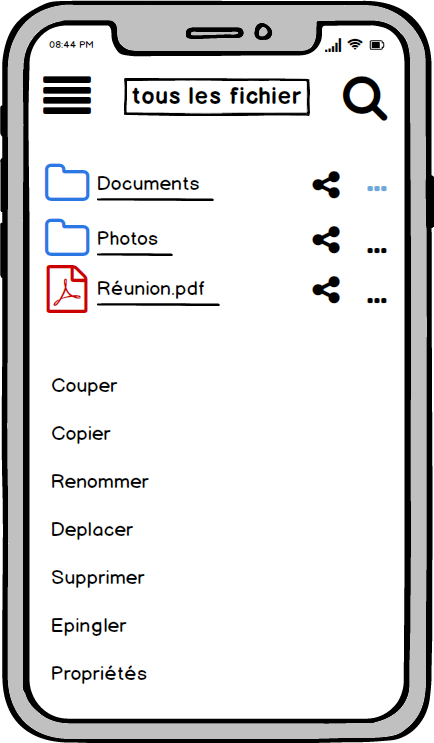 08:44 PM
tous les fichier
Documents
Photos
Réunion.pdf
Couper
Copier
Renommer
Deplacer
Supprimer
Epingler
Propriétés